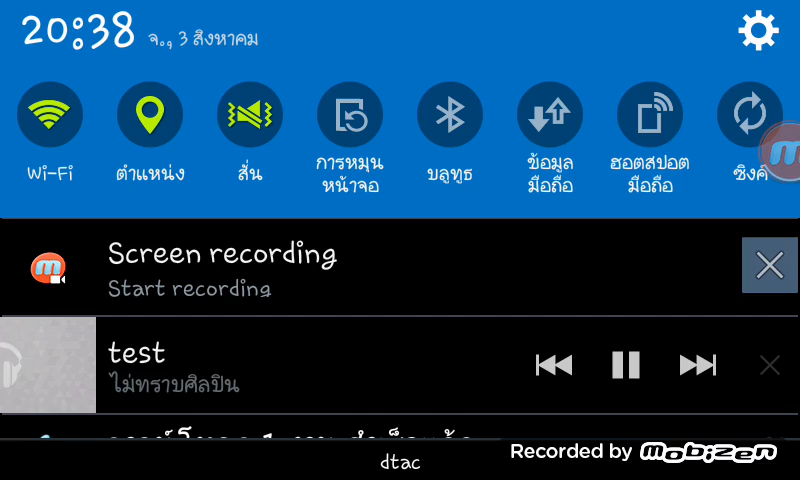 20:38 จ., 3 สิงหาคม
Wi-Fi
ตำแหน่ง
สั่น
การหมุน
หน้าจอ
บลูทูธ
ข้อมูล
มือถือ
ฮอตสปอต
มือถือ
ซิงค์
Screen recording
Start recording
test
ไม่ทราบศิลปิน
Recorded by mobizen
dtac